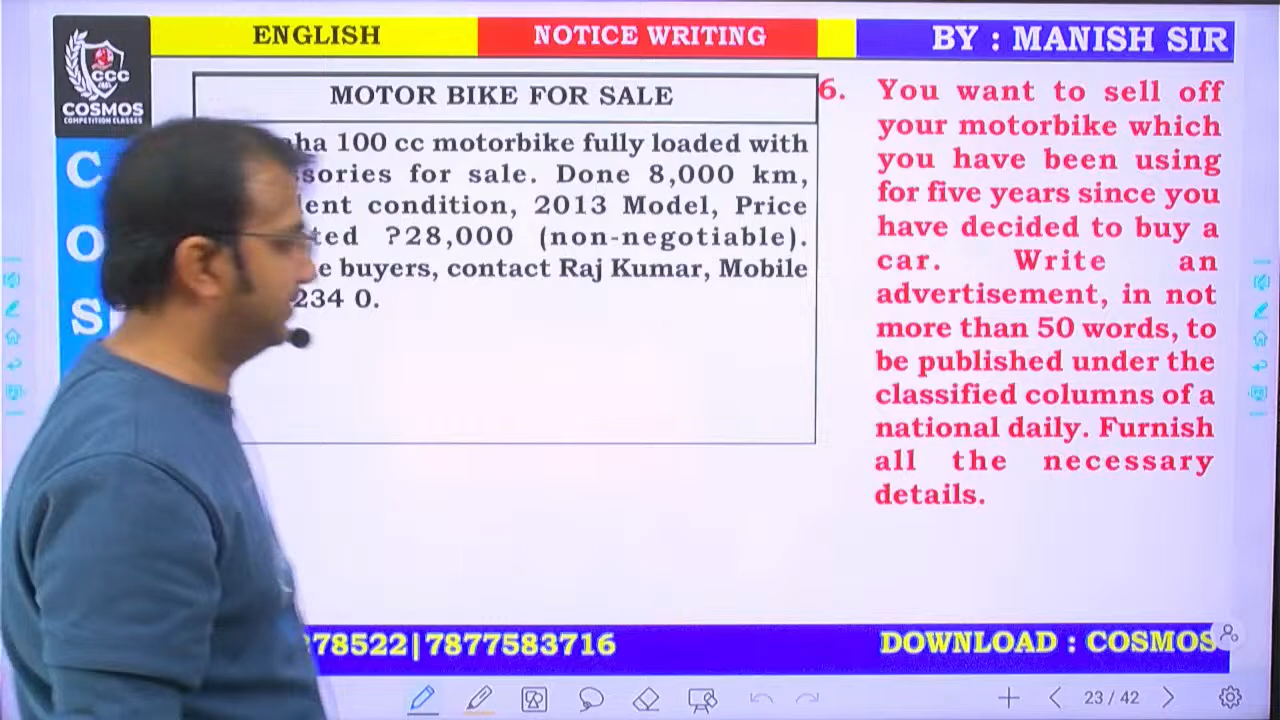 ENGLISH
NOTICE WRITING
BY : MANISH SIR
CCC
COSMOS
COMPETITION CLASSES
C
O
S
MOTOR BIKE FOR SALE
100 cc motorbike fully loaded with
for sale. Done 8,000 km,
condition, 2013 Model, Price
?28,000 (non-negotiable).
buyers, contact Raj Kumar, Mobile
234 0.
6. You want to sell off
your motorbike which
you have been using
for five years since you
have decided to buy a
car. Write an
advertisement, in not
more than 50 words, to
be published under the
classified columns of a
national daily. Furnish
all the necessary
details.
78522|7877583716
DOWNLOAD : COSMOS
23 / 42